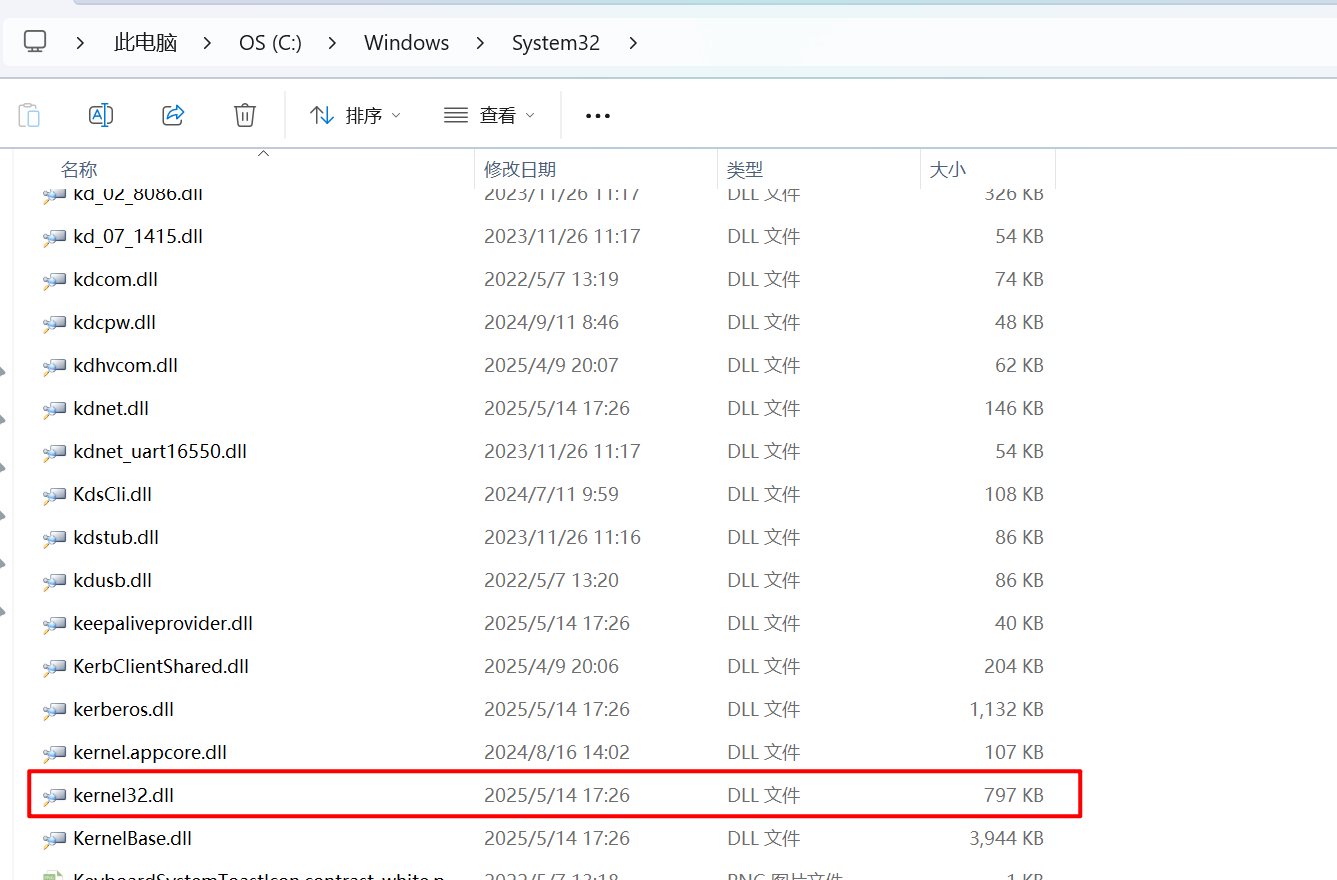 此电脑 > OS (C:) > Windows > System32 >
排序 查看 •••
名称 修改日期 类型 大小
kd_02_8086.dll 2023/11/26 11:17 DLL 文件 326 KB
kd_07_1415.dll 2023/11/26 11:17 DLL 文件 54 KB
kdcom.dll 2022/5/7 13:19 DLL 文件 74 KB
kdcpw.dll 2024/9/11 8:46 DLL 文件 48 KB
kdhvcom.dll 2025/4/9 20:07 DLL 文件 62 KB
kdnet.dll 2025/5/14 17:26 DLL 文件 146 KB
kdnet_uart16550.dll 2023/11/26 11:17 DLL 文件 54 KB
KdsCli.dll 2024/7/11 9:59 DLL 文件 108 KB
kdstub.dll 2023/11/26 11:16 DLL 文件 86 KB
kdusb.dll 2022/5/7 13:20 DLL 文件 86 KB
keepaliveprovider.dll 2025/5/14 17:26 DLL 文件 40 KB
KerbClientShared.dll 2025/4/9 20:06 DLL 文件 204 KB
kerberos.dll 2025/5/14 17:26 DLL 文件 1,132 KB
kernel.appcore.dll 2024/8/16 14:02 DLL 文件 107 KB
kernel32.dll 2025/5/14 17:26 DLL 文件 797 KB
KernelBase.dll 2025/5/14 17:26 DLL 文件 3,944 KB
KeyboardSystemToastIcon.contrast-white.p 2022/5/7 13:18 PNG 图片文件 1 KB